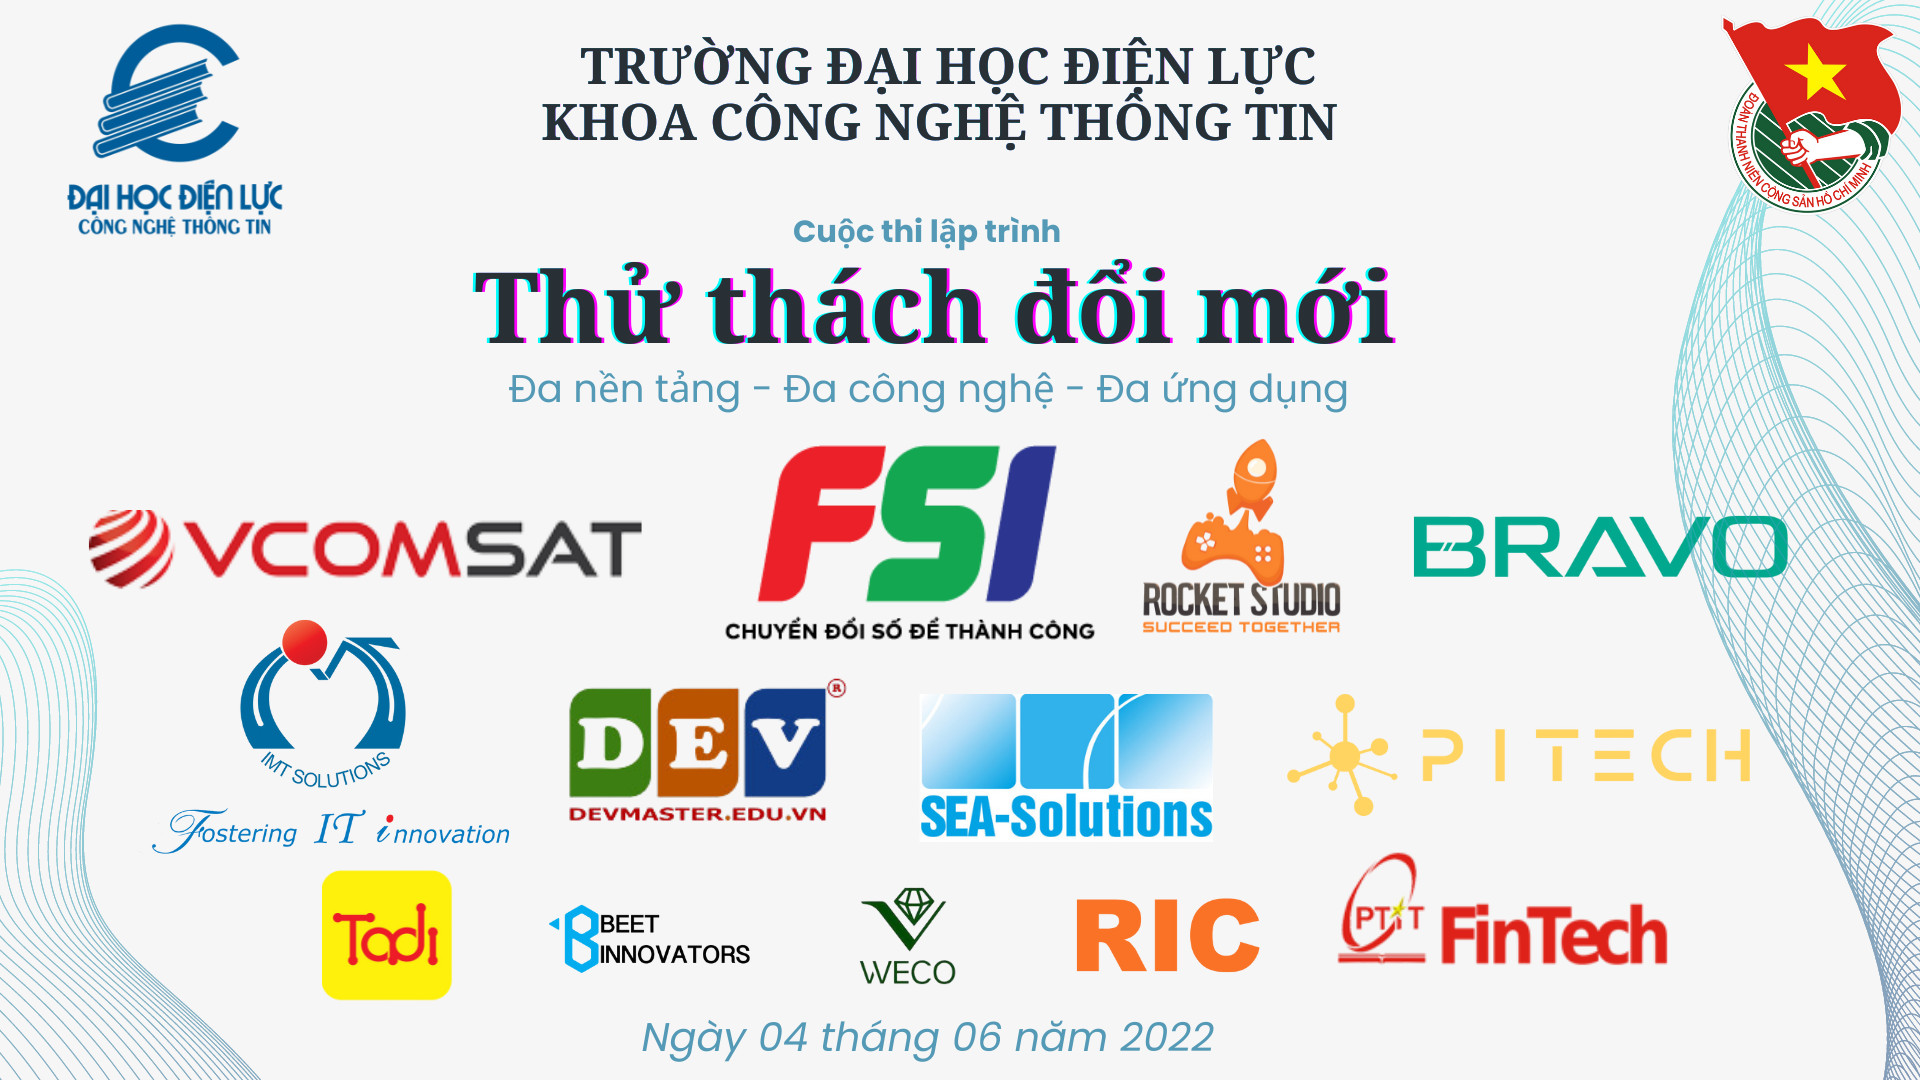 TRƯỜNG ĐẠI HỌC ĐIỆN LỰC
KHOA CÔNG NGHỆ THÔNG TIN
ĐẠI HỌC ĐIỆN LỰC
CÔNG NGHỆ THÔNG TIN
ĐOÀN THANH NIÊN CỘNG SẢN HỒ CHÍ MINH
Cuộc thi lập trình
Thử thách đổi mới
Đa nền tảng - Đa công nghệ - Đa ứng dụng
VCOMSAT
FSI
CHUYỂN ĐỔI SỐ ĐỂ THÀNH CÔNG
ROCKET STUDIO
SUCCEED TOGETHER
BRAVO
IMT SOLUTIONS
Fostering IT innovation
DEV®
DEVMASTER.EDU.VN
SEA-Solutions
PITECH
Tadi
BEET
INNOVATORS
WECO
RIC
PTIT FinTech
Ngày 04 tháng 06 năm 2022